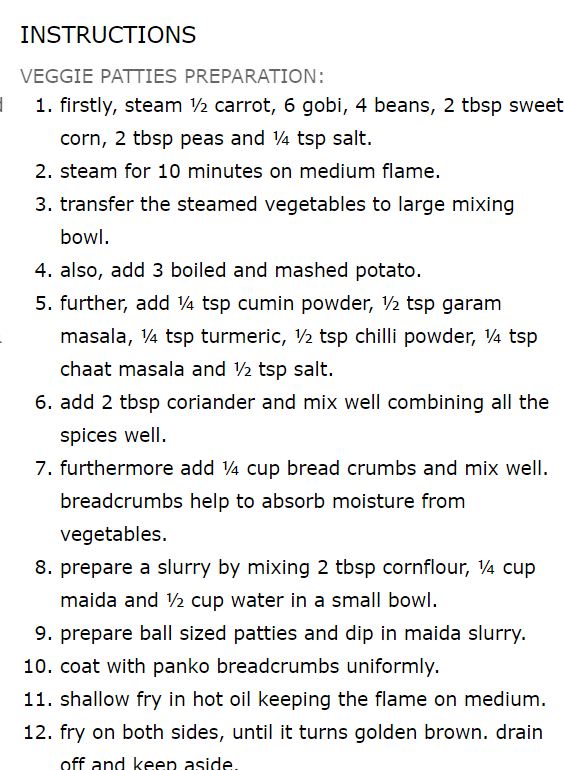 INSTRUCTIONS
VEGGIE PATTIES PREPARATION:
1. firstly, steam ½ carrot, 6 gobi, 4 beans, 2 tbsp sweet
corn, 2 tbsp peas and ¼ tsp salt.
2. steam for 10 minutes on medium flame.
3. transfer the steamed vegetables to large mixing
bowl.
4. also, add 3 boiled and mashed potato.
5. further, add ¼ tsp cumin powder, ½ tsp garam
masala, ¼ tsp turmeric, ½ tsp chilli powder, ¼ tsp
chaat masala and ½ tsp salt.
6. add 2 tbsp coriander and mix well combining all the
spices well.
7. furthermore add ¼ cup bread crumbs and mix well.
breadcrumbs help to absorb moisture from
vegetables.
8. prepare a slurry by mixing 2 tbsp cornflour, ¼ cup
maida and ½ cup water in a small bowl.
9. prepare ball sized patties and dip in maida slurry.
10. coat with panko breadcrumbs uniformly.
11. shallow fry in hot oil keeping the flame on medium.
12. fry on both sides, until it turns golden brown. drain
off and keep aside.